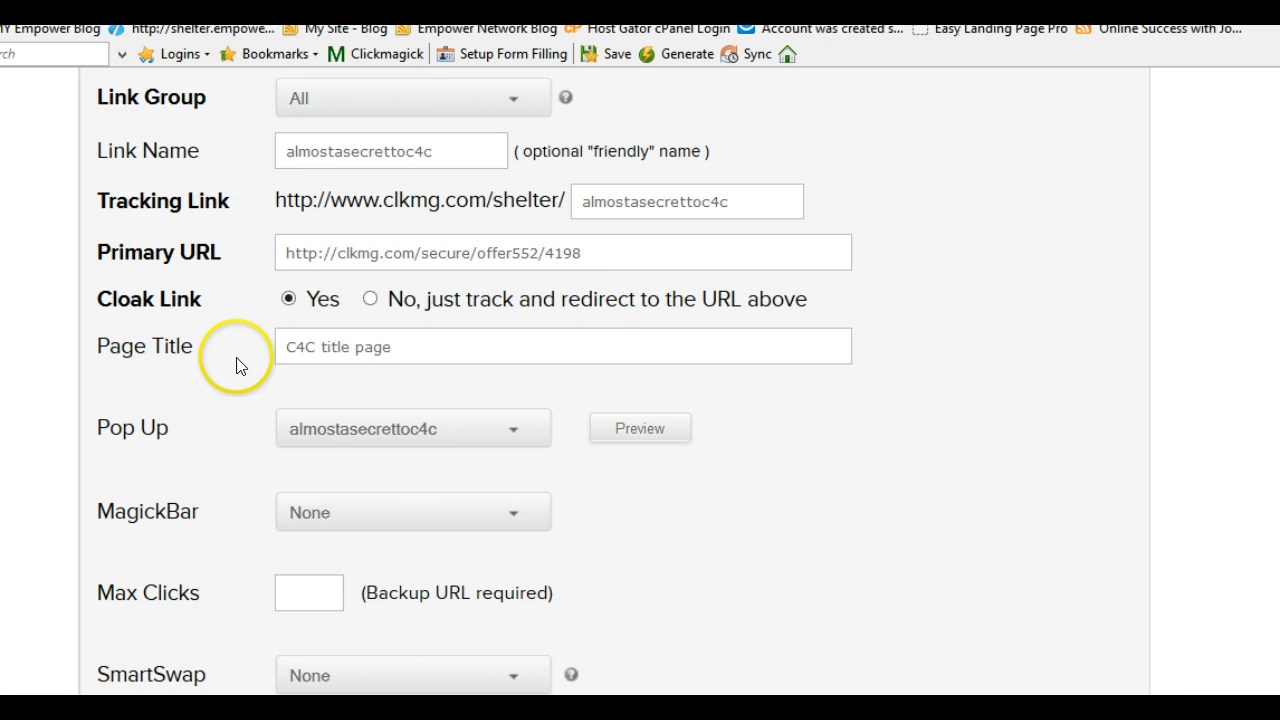 Y Empower Blog http://shelter.empowe... My Site - Blog Empower Network Blog CP Host Gator cPanel Login Account was created s... Easy Landing Page Pro Online Success with Jo...
rch Logins Bookmarks Clickmagick Setup Form Filling Save Generate Sync
Link Group All
Link Name almostasecrettoc4c ( optional "friendly" name )
Tracking Link http://www.clkmg.com/shelter/ almostasecrettoc4c
Primary URL http://clkmg.com/secure/offer552/4198
Cloak Link Yes No, just track and redirect to the URL above
Page Title C4C title page
Pop Up almostasecrettoc4c Preview
MagickBar None
Max Clicks (Backup URL required)
SmartSwap None